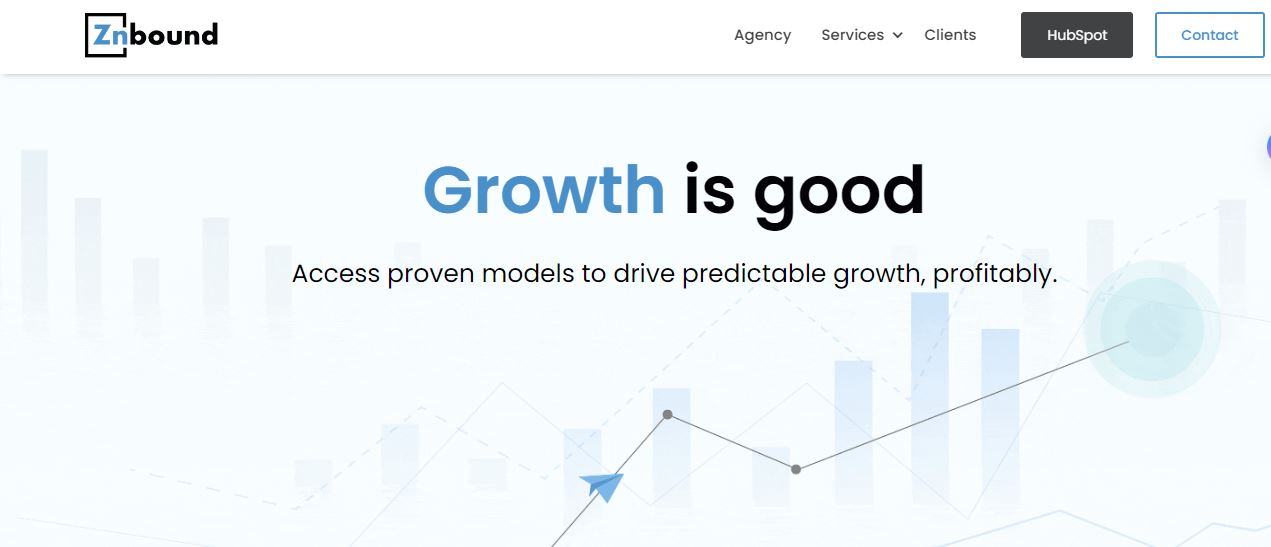 Znbound
Agency
Services
Clients
HubSpot
Contact
Growth is good
Access proven models to drive predictable growth, profitably.